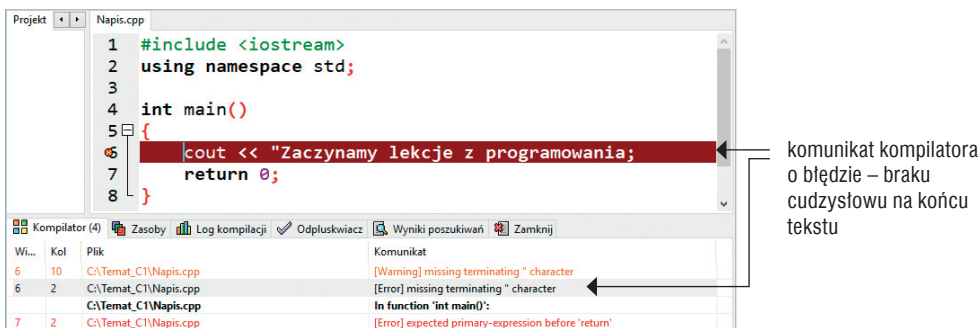 Projekt Napis.cpp
1 #include <iostream>
2 using namespace std;
3
4 int main()
5 {
6 cout << "Zaczynamy lekcje z programowania;
7 return 0;
8 }
komunikat kompilatora
o błędzie – braku
cudzysłowu na końcu
tekstu
Kompilator (4) Zasoby Log kompilacji Odpluskwiacz Wyniki poszukiwań Zamknij
Wi... Kol Plik Komunikat
6 10 C:\Temat_C1\Napis.cpp [Warning] missing terminating " character
6 2 C:\Temat_C1\Napis.cpp [Error] missing terminating " character
C:\Temat_C1\Napis.cpp In function 'int main()':
7 2 C:\Temat_C1\Napis.cpp [Error] expected primary-expression before 'return'